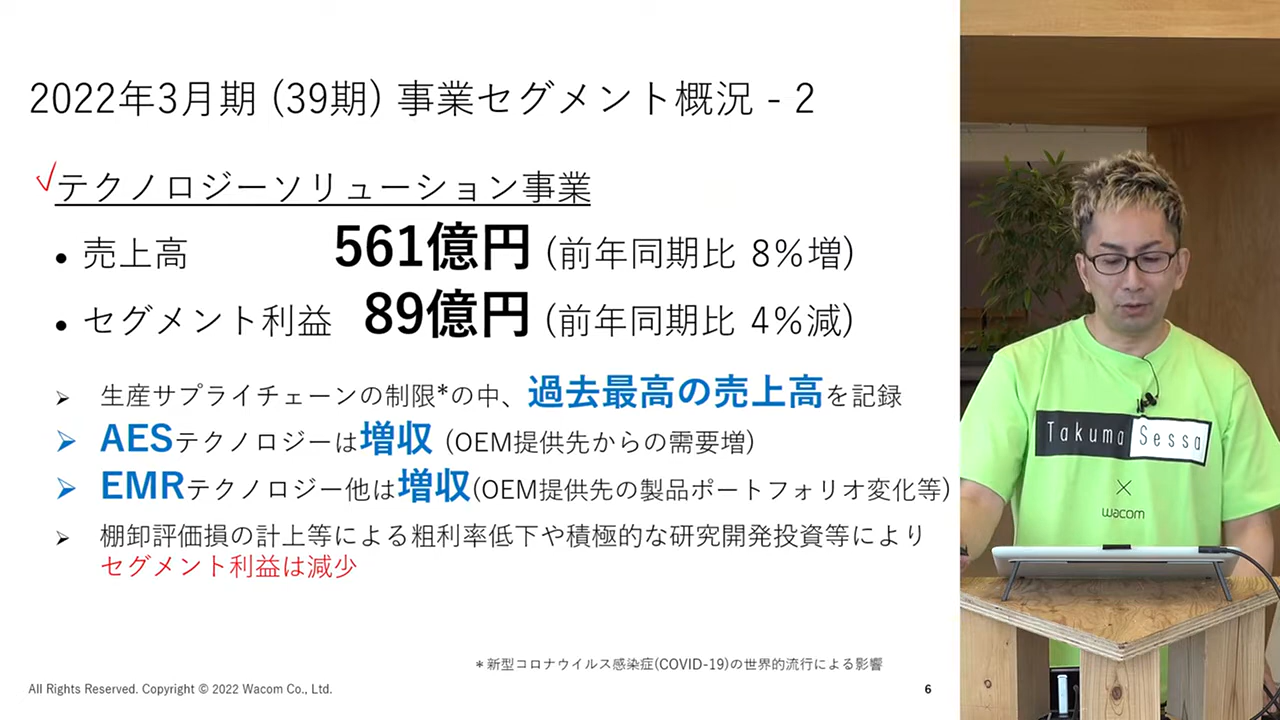 2022年3月期 (39期) 事業セグメント概況 - 2
テクノロジーソリューション事業
• 売上高 561億円 (前年同期比 8%増)
• セグメント利益 89億円 (前年同期比 4%減)
➢ 生産サプライチェーンの制限*の中、過去最高の売上高を記録
➢ AESテクノロジーは増収 (OEM提供先からの需要増)
➢ EMRテクノロジー他は増収(OEM提供先の製品ポートフォリオ変化等)
➢ 棚卸評価損の計上等による粗利率低下や積極的な研究開発投資等により
セグメント利益は減少
*新型コロナウイルス感染症(COVID-19)の世界的流行による影響
All Rights Reserved. Copyright © 2022 Wacom Co., Ltd.
6
Takuma Sessa
×
wacom